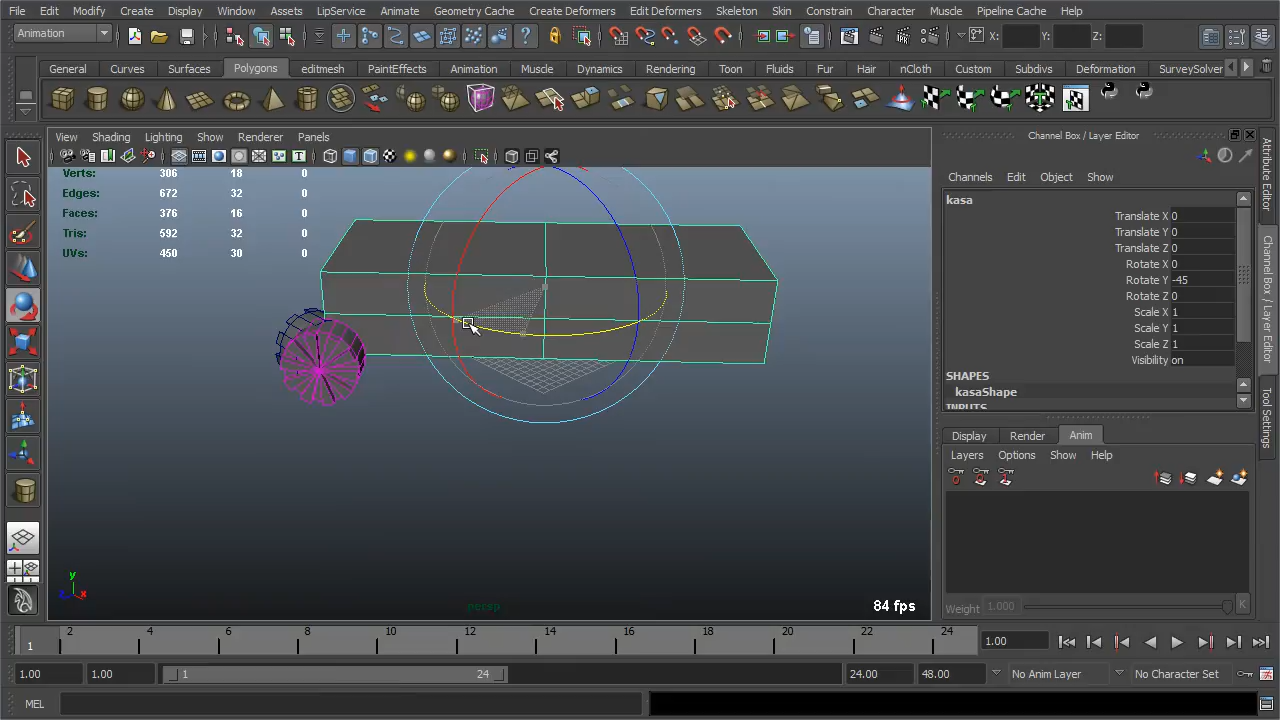 File Edit Modify Create Display Window Assets LipService Animate Geometry Cache Create Deformers Edit Deformers Skeleton Skin Constrain Character Muscle Pipeline Cache Help
Animation X: Y: Z:
General Curves Surfaces Polygons editmesh PaintEffects Animation Muscle Dynamics Rendering Toon Fluids Fur Hair nCloth Custom Subdivs Deformation SurveySolver
View Shading Lighting Show Renderer Panels
Channel Box / Layer Editor
Verts: 306 18 0
Edges: 672 32 0
Faces: 376 16 0
Tris: 592 32 0
UVs: 450 30 0
Channels Edit Object Show
kasa
Translate X 0
Translate Y 0
Translate Z 0
Rotate X 0
Rotate Y -45
Rotate Z 0
Scale X 1
Scale Y 1
Scale Z 1
Visibility on
SHAPES
kasaShape
INPUTS
Display Render Anim
Layers Options Show Help
Weight: 1.000 K
Attribute Editor
Channel Box / Layer Editor
Tool Settings
y
z x
persp
84 fps
1 2 4 6 8 10 12 14 16 18 20 22 24 1.00
1.00 1.00 1 24 24.00 48.00 No Anim Layer No Character Set
MEL